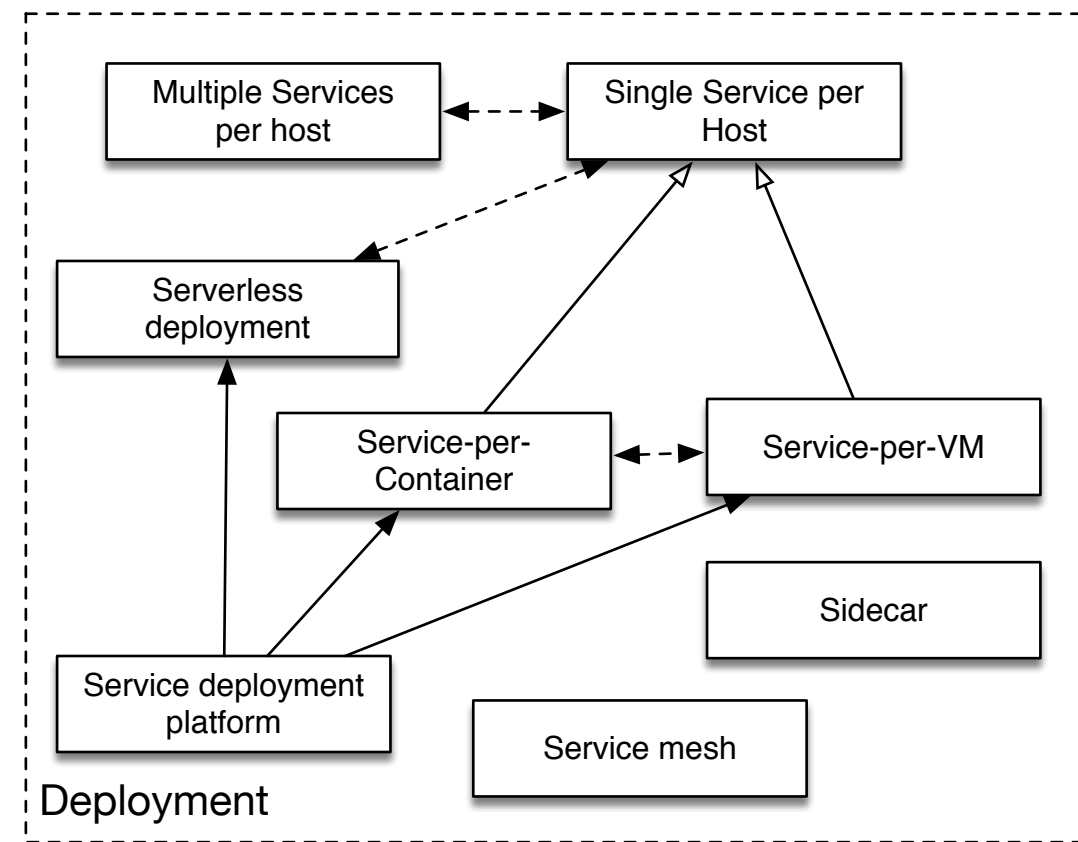 Multiple Services
per host
Single Service per
Host
Serverless
deployment
Service-per-
Container
Service-per-VM
Sidecar
Service deployment
platform
Service mesh
Deployment